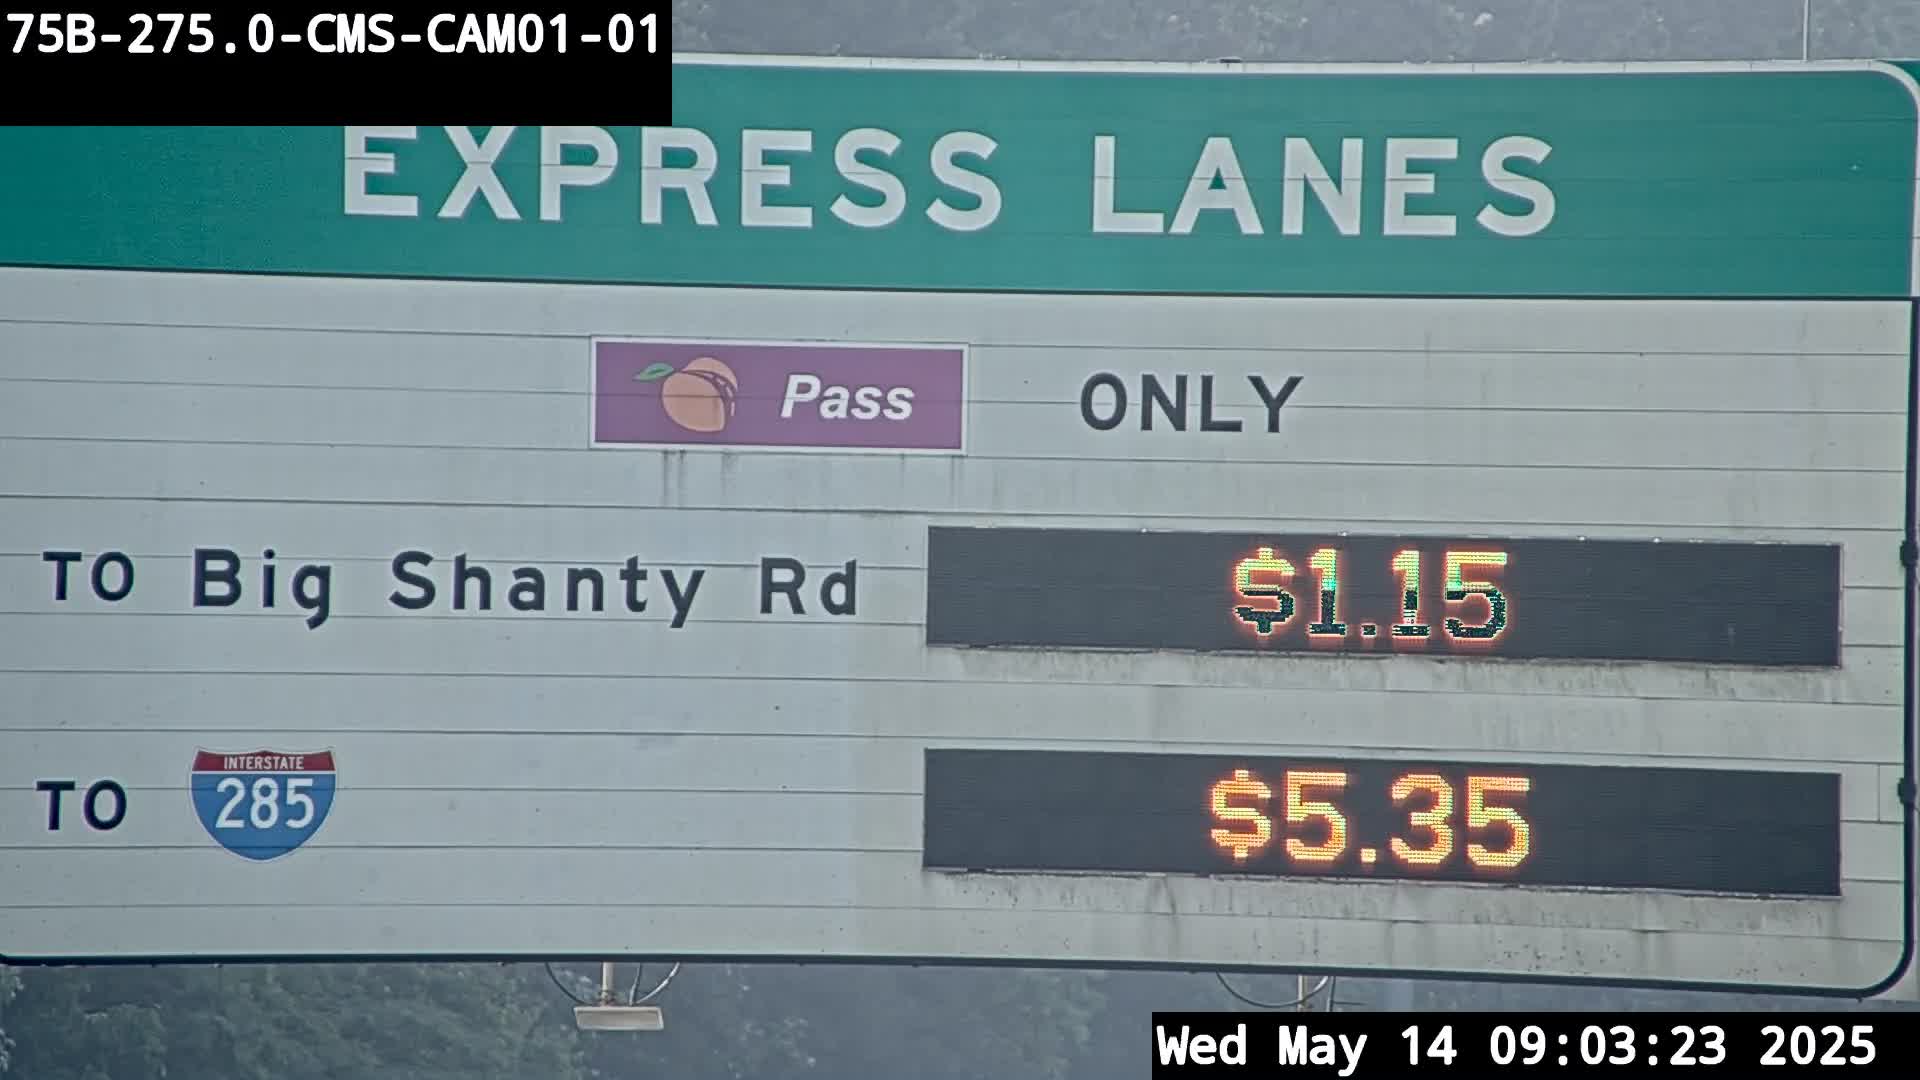 75B-275.0-CMS-CAM01-01
EXPRESS LANES
Pass ONLY
TO Big Shanty Rd $1.15
INTERSTATE
TO 285 $5.35
Wed May 14 09:03:23 2025